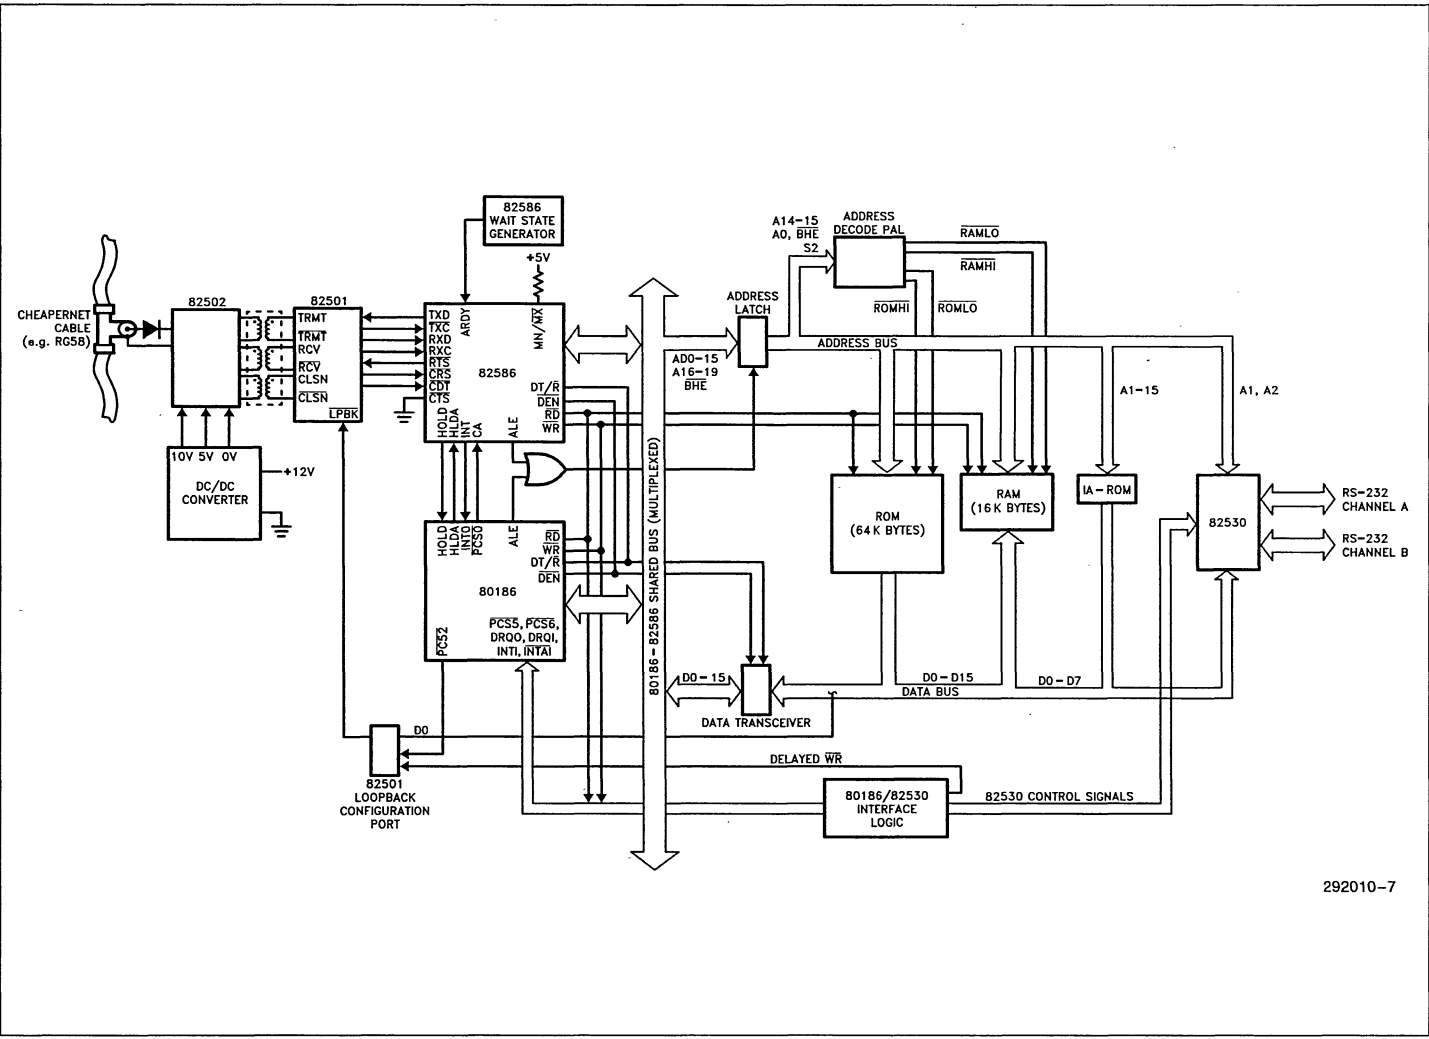 82586
WAIT STATE
GENERATOR
+5V
A14-15
A0, BHE
S2
ADDRESS
DECODE PAL
RAMLO
RAMHI
ROMHI
ROMLO
ADDRESS
LATCH
CHEAPERNET
CABLE
(e.g. RG58)
82502
82501
TRMT
TRMT
RCV
RCV
CLSN
CLSN
LPBK
TXD
TXC
RXD
RXC
RTS
CRS
CDT
CTS
ARDY
MN/MX
82586
DT/R
DEN
RD
WR
HOLD
HLDA
INT
CA
ALE
AD0-15
A16-19
BHE
ADDRESS BUS
A1-15
A1, A2
10V 5V 0V
DC/DC
CONVERTER
+12V
HOLD
HLDA
INT0
PCS0
ALE
RD
WR
DT/R
DEN
80186
PCS5, PCS6,
DRQ0, DRQI,
INTI, INTAI
PC52
80186-82586 SHARED BUS (MULTIPLEXED)
ROM
(64K BYTES)
RAM
(16K BYTES)
IA-ROM
82530
RS-232
CHANNEL A
RS-232
CHANNEL B
D0-15
D0-D15
D0-D7
DATA BUS
DATA TRANSCEIVER
D0
82501
LOOPBACK
CONFIGURATION
PORT
DELAYED WR
80186/82530
INTERFACE
LOGIC
82530 CONTROL SIGNALS
292010-7